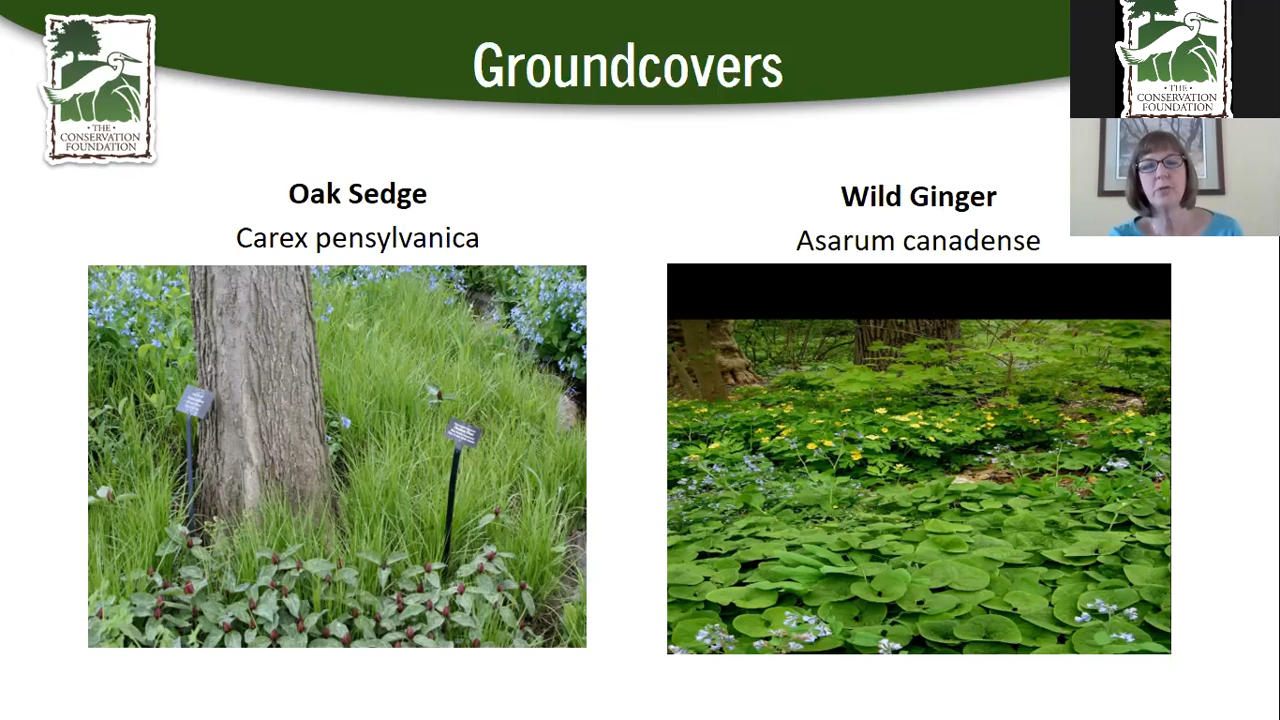 Groundcovers
• THE •
CONSERVATION
FOUNDATION
• THE •
CONSERVATION
FOUNDATION
Oak Sedge
Carex pensylvanica
Wild Ginger
Asarum canadense